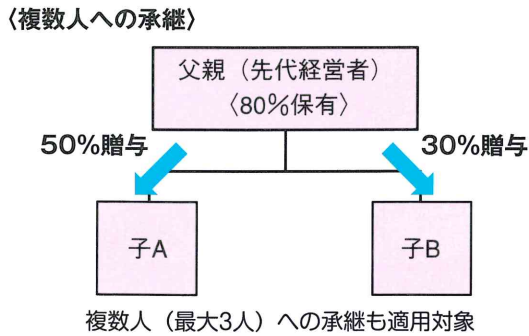 〈複数人への承継〉
父親（先代経営者）
〈80％保有〉
50％贈与
30％贈与
子A
子B
複数人（最大3人）への承継も適用対象